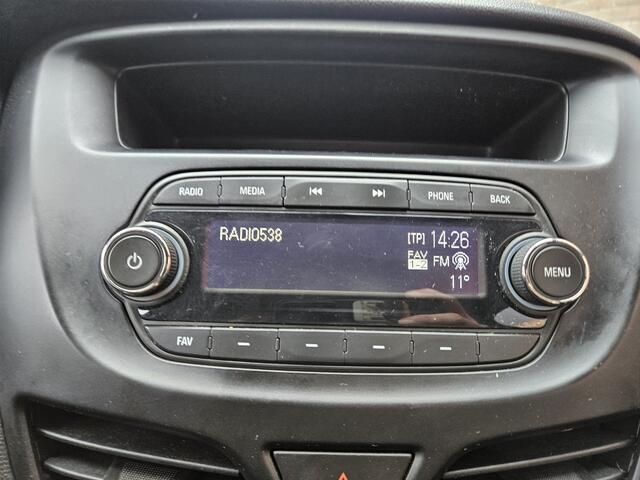 RADIO MEDIA PHONE BACK
RADIO538 [TP] 14:26
FAV
1-2 FM
11°
MENU
FAV